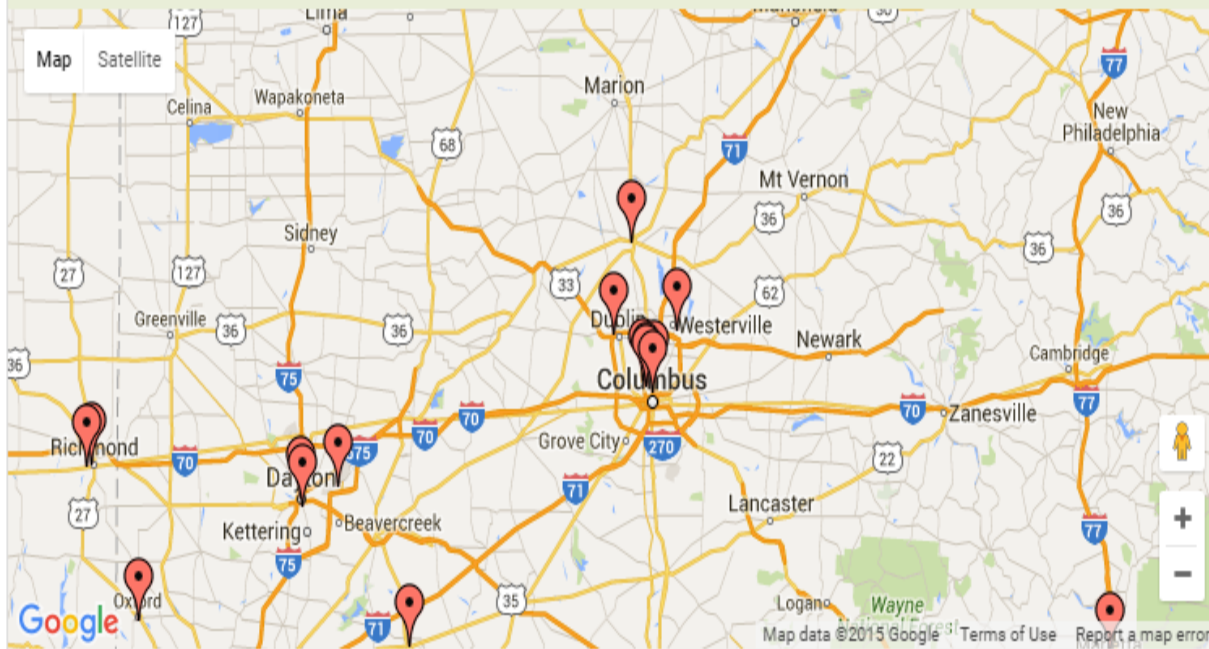 Lima
127
30
Map Satellite
77
Marion
Celina
Wapakoneta
New
Philadelphia
68
71
Mt Vernon
36
36
Sidney
36
27
127
33
62
Greenville
36
36
Dublin
Westerville
Newark
Cambridge
36
75
Columbus
77
70
70
Zanesville
Richmond
70
70
675
Grove City
270
22
Dayton
71
27
Lancaster
Kettering
Beavercreek
77
75
35
Oxford
Logan
Wayne
National Forest
71
Google
Map data ©2015 Google Terms of Use Report a map error
Marietta